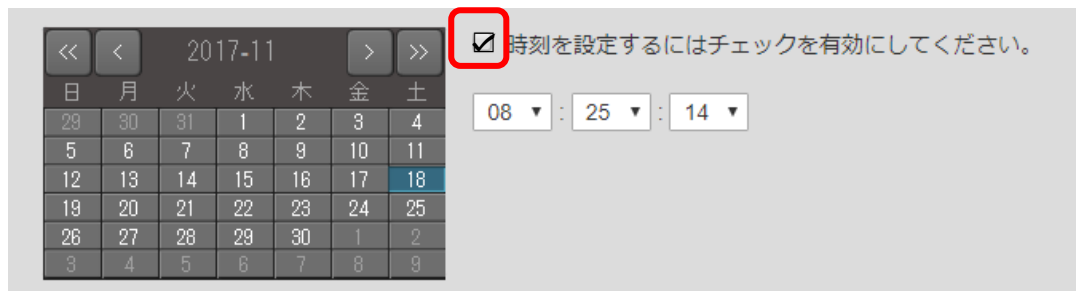 << < 2017-11 > >>
日 月 火 水 木 金 土
29 30 31 1 2 3 4
5 6 7 8 9 10 11
12 13 14 15 16 17 18
19 20 21 22 23 24 25
26 27 28 29 30 1 2
3 4 5 6 7 8 9
時刻を設定するにはチェックを有効にしてください。
08 : 25 : 14